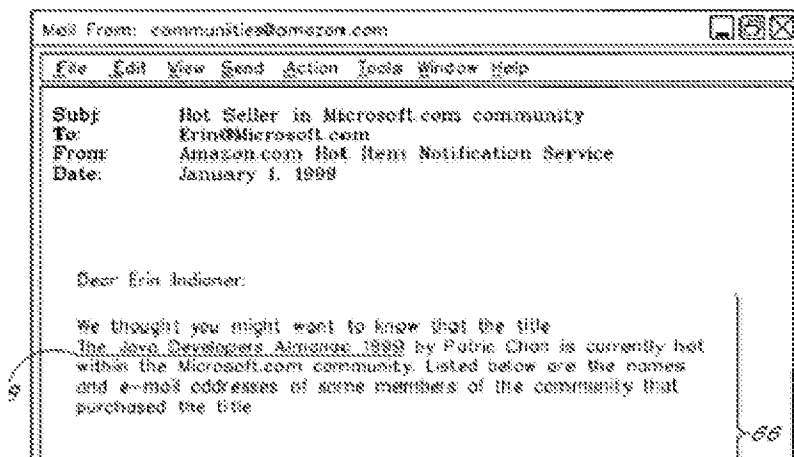 Mail From: communities@amazon.com
File Edit View Send Action Tools Window Help
Subj: Hot Seller in Microsoft.com community
To: Erin@Microsoft.com
From: Amazon.com Hot Item Notification Service
Date: January 1, 1999
Dear Erin
We thought you might want to know that the title
The Java Developers Almanac 1999 by Patric Chan is currently hot
within the Microsoft.com community. Listed below are the names
and e-mail addresses of some members of the community that
purchased the title
66